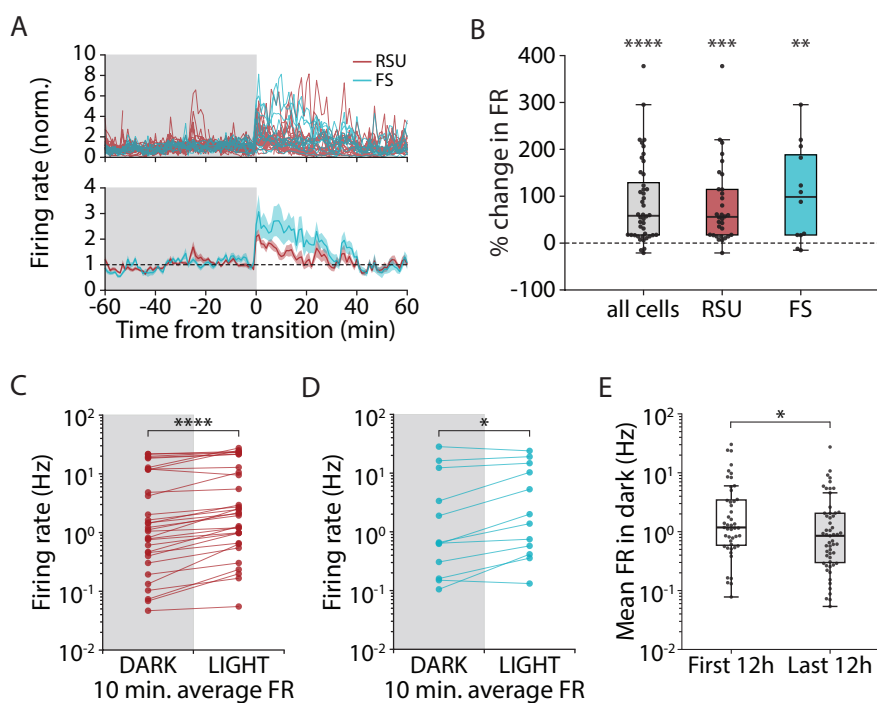 A
Firing rate (norm.)
10
8
6
4
2
0
RSU
FS
4
3
2
1
0
-60 -40 -20 0 20 40 60
Time from transition (min)
B
% change in FR
400
300
200
100
0
-100
**** *** **
all cells RSU FS
C
Firing rate (Hz)
10²
10¹
10⁰
10⁻¹
10⁻²
****
DARK LIGHT
10 min. average FR
D
Firing rate (Hz)
10²
10¹
10⁰
10⁻¹
10⁻²
*
DARK LIGHT
10 min. average FR
E
Mean FR in dark (Hz)
10²
10¹
10⁰
10⁻¹
10⁻²
*
First 12h Last 12h